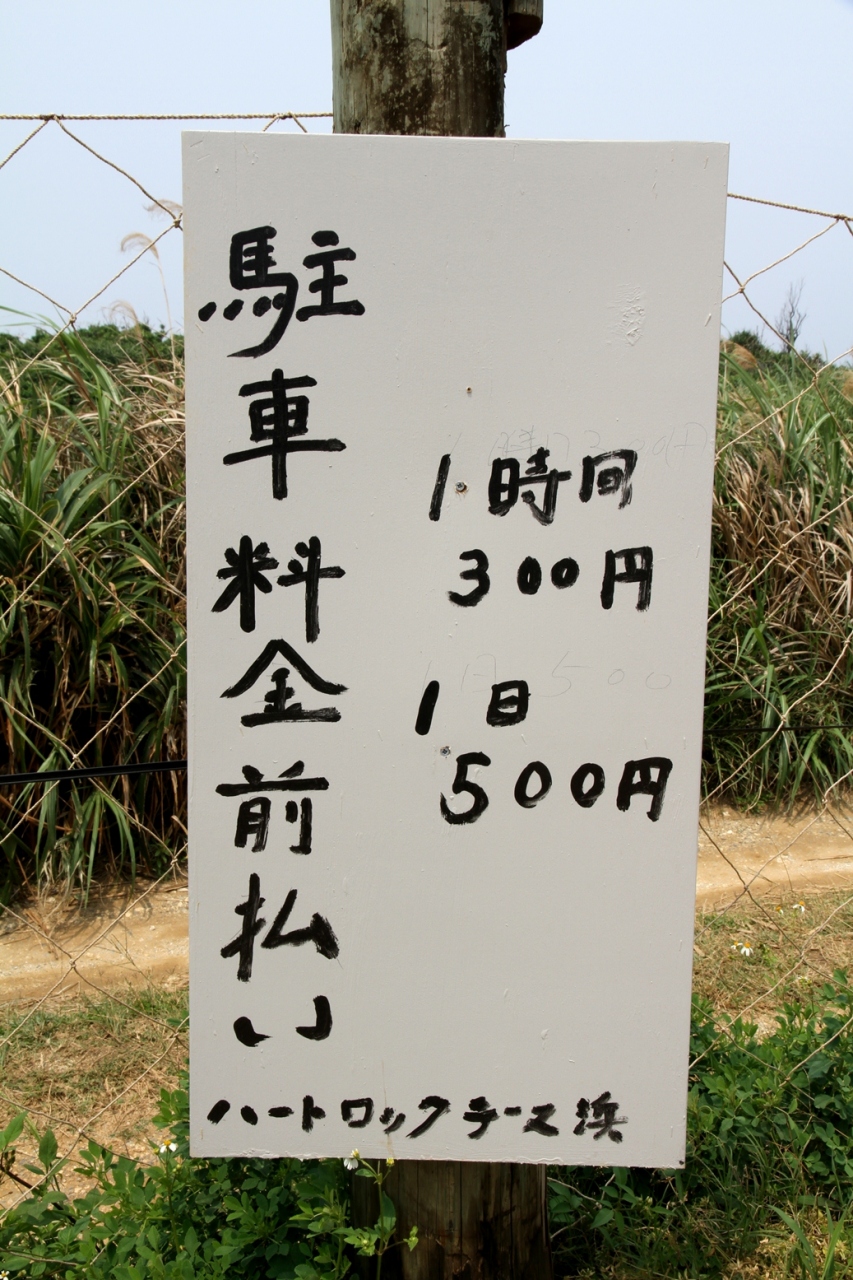 駐車料金前払い
1時間
300円
1日
500円
ハートロックテース浜